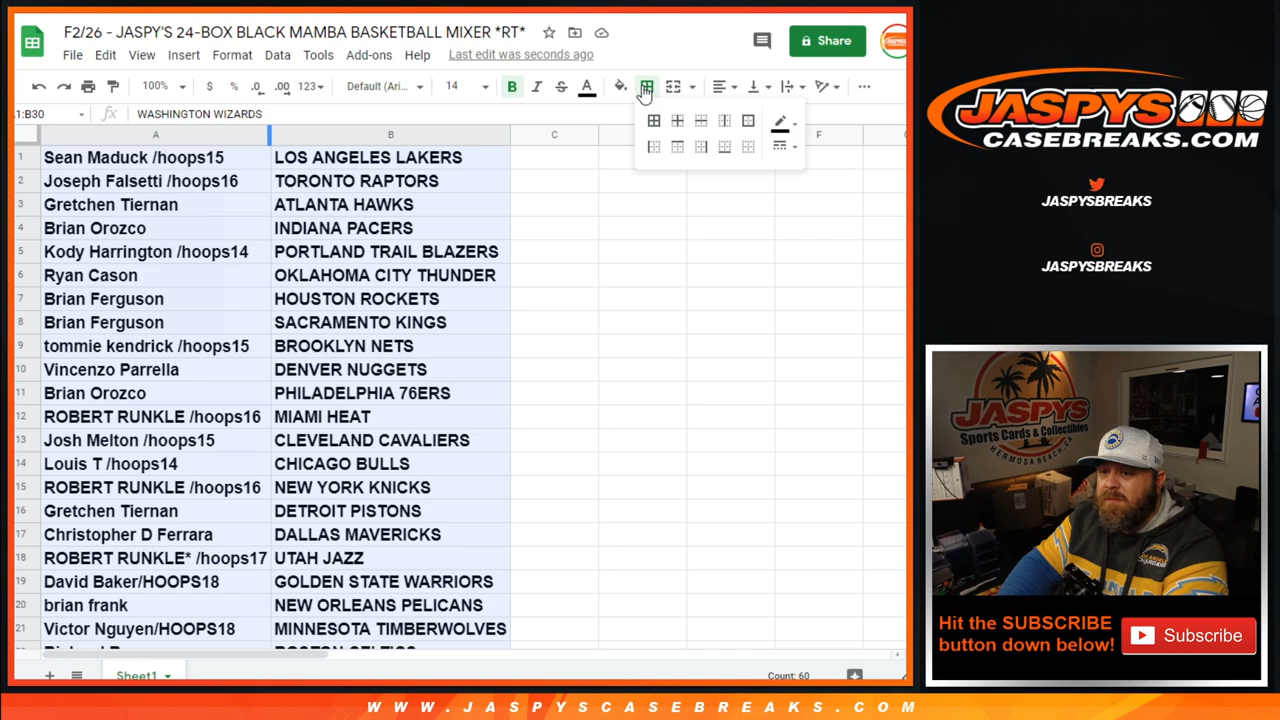 F2/26 - JASPY'S 24-BOX BLACK MAMBA BASKETBALL MIXER *RT*
File Edit View Insert Format Data Tools Add-ons Help Last edit was seconds ago
Share
100% $ % .0 .00 123 Default (Ari... 14 B I S A
1:B30 fx WASHINGTON WIZARDS
A B C F
1 Sean Maduck /hoops15 LOS ANGELES LAKERS
2 Joseph Falsetti /hoops16 TORONTO RAPTORS
3 Gretchen Tiernan ATLANTA HAWKS
4 Brian Orozco INDIANA PACERS
5 Kody Harrington /hoops14 PORTLAND TRAIL BLAZERS
6 Ryan Cason OKLAHOMA CITY THUNDER
7 Brian Ferguson HOUSTON ROCKETS
8 Brian Ferguson SACRAMENTO KINGS
9 tommie kendrick /hoops15 BROOKLYN NETS
10 Vincenzo Parrella DENVER NUGGETS
11 Brian Orozco PHILADELPHIA 76ERS
12 ROBERT RUNKLE /hoops16 MIAMI HEAT
13 Josh Melton /hoops15 CLEVELAND CAVALIERS
14 Louis T /hoops14 CHICAGO BULLS
15 ROBERT RUNKLE /hoops16 NEW YORK KNICKS
16 Gretchen Tiernan DETROIT PISTONS
17 Christopher D Ferrara DALLAS MAVERICKS
18 ROBERT RUNKLE* /hoops17 UTAH JAZZ
19 David Baker/HOOPS18 GOLDEN STATE WARRIORS
20 brian frank NEW ORLEANS PELICANS
21 Victor Nguyen/HOOPS18 MINNESOTA TIMBERWOLVES
BOSTON CELTICS
Sheet1
Count: 60
JASPYS
CASEBREAKS.COM
JASPYSBREAKS
JASPYSBREAKS
JASPYS
Sports Cards & Collectibles
HERMOSA BEACH, CA
Hit the SUBSCRIBE
button down below!
Subscribe
WWW.JASPYSCASEBREAKS.COM